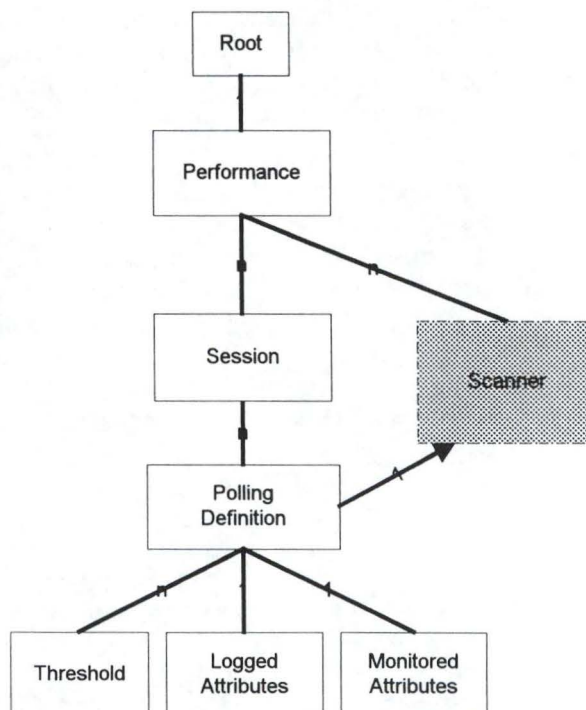 Root
Performance
n
Session
Scanner
Polling
Definition
n
Threshold
Logged
Attributes
Monitored
Attributes